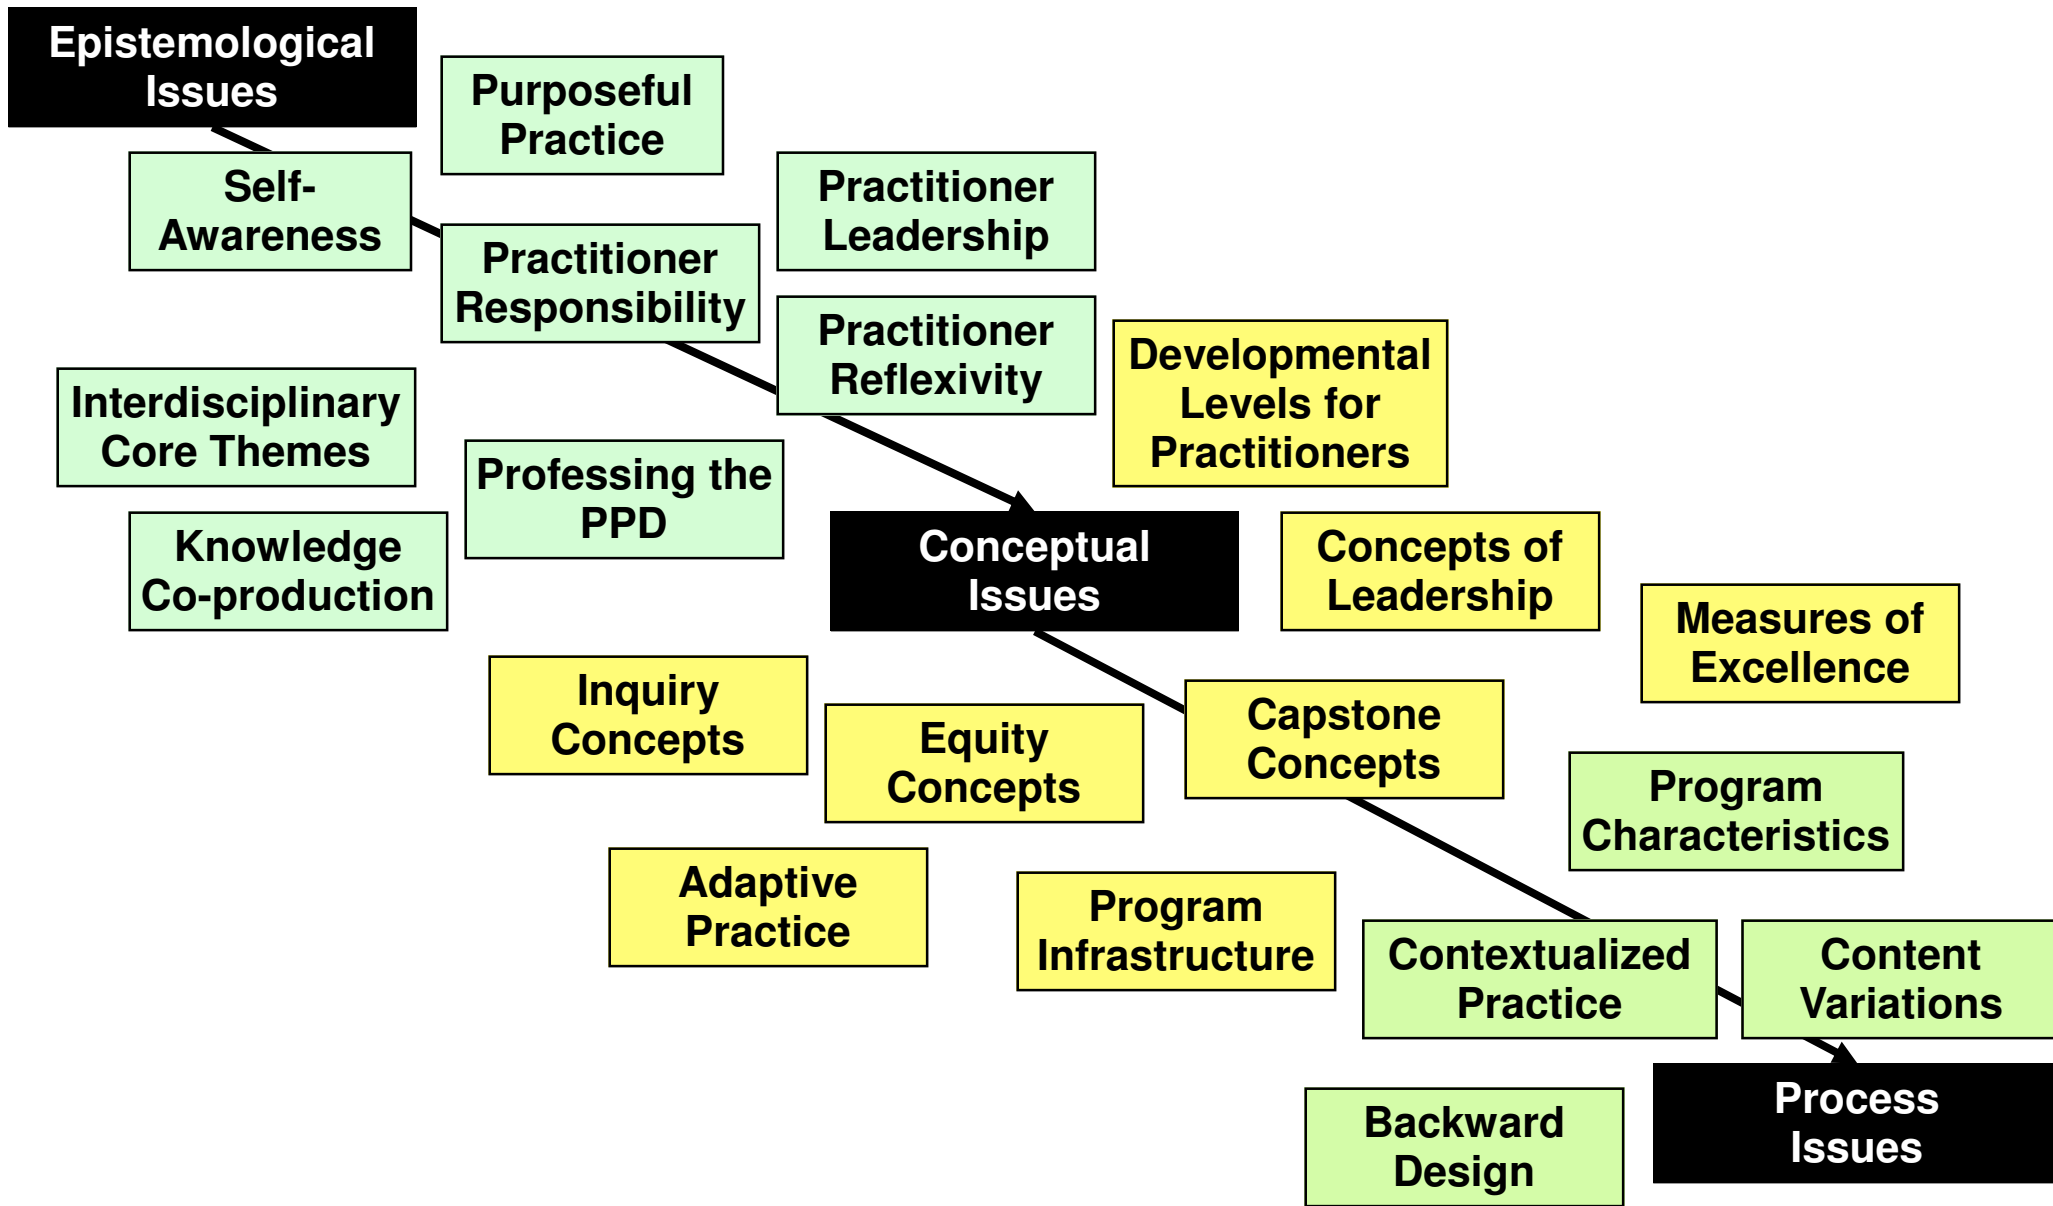 Epistemological
Issues
Purposeful
Practice
Self-
Awareness
Practitioner
Leadership
Practitioner
Responsibility
Practitioner
Reflexivity
Developmental
Levels for
Practitioners
Interdisciplinary
Core Themes
Professing the
PPD
Knowledge
Co-production
Conceptual
Issues
Concepts of
Leadership
Measures of
Excellence
Inquiry
Concepts
Equity
Concepts
Capstone
Concepts
Program
Characteristics
Adaptive
Practice
Program
Infrastructure
Contextualized
Practice
Content
Variations
Process
Issues
Backward
Design